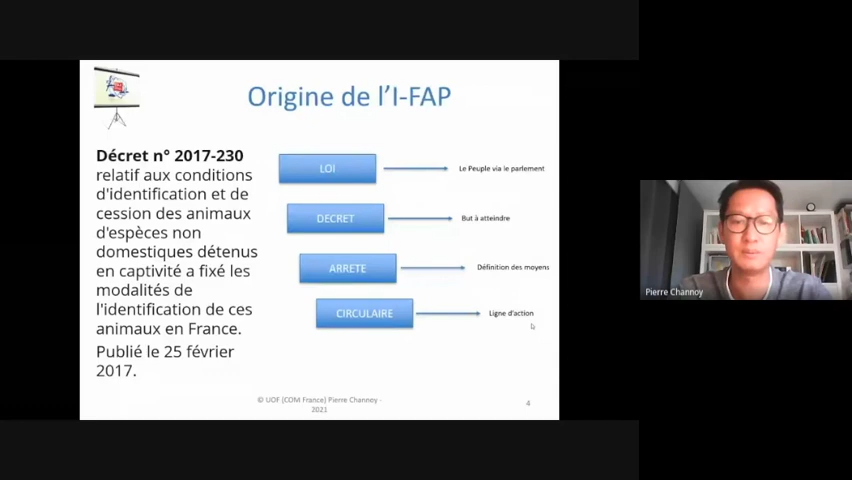 Origine de l'I-FAP
Décret n° 2017-230
relatif aux conditions
d'identification et de
cession des animaux
d'espèces non
domestiques détenus
en captivité a fixé les
modalités de
l'identification de ces
animaux en France.
Publié le 25 février
2017.
LOI
Le Peuple via le parlement
DECRET
But à atteindre
ARRETE
Définition des moyens
CIRCULAIRE
Ligne d'action
© UOF (COM France) Pierre Channoy -
2021
4
Pierre Channoy